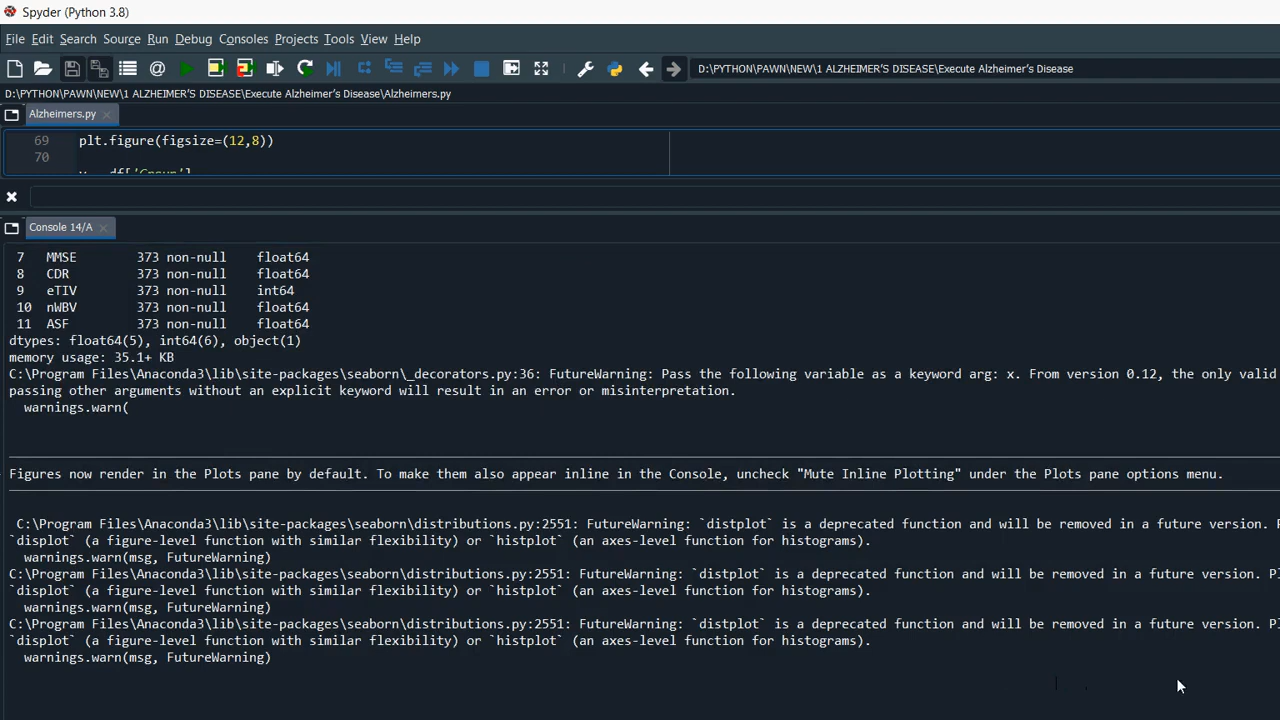 Spyder (Python 3.8)
File Edit Search Source Run Debug Consoles Projects Tools View Help
D:\PYTHON\PAWN\NEW\1 ALZHEIMER'S DISEASE\Execute Alzheimer's Disease
D:\PYTHON\PAWN\NEW\1 ALZHEIMER'S DISEASE\Execute Alzheimer's Disease\Alzheimers.py
Alzheimers.py
69 plt.figure(figsize=(12,8))
70
Console 14/A
7 MMSE 373 non-null float64
8 CDR 373 non-null float64
9 eTIV 373 non-null int64
10 nWBV 373 non-null float64
11 ASF 373 non-null float64
dtypes: float64(5), int64(6), object(1)
memory usage: 35.1+ KB
C:\Program Files\Anaconda3\lib\site-packages\seaborn\_decorators.py:36: FutureWarning: Pass the following variable as a keyword arg: x. From version 0.12, the only valid
passing other arguments without an explicit keyword will result in an error or misinterpretation.
warnings.warn(
Figures now render in the Plots pane by default. To make them also appear inline in the Console, uncheck "Mute Inline Plotting" under the Plots pane options menu.
C:\Program Files\Anaconda3\lib\site-packages\seaborn\distributions.py:2551: FutureWarning: `distplot` is a deprecated function and will be removed in a future version.
`displot` (a figure-level function with similar flexibility) or `histplot` (an axes-level function for histograms).
warnings.warn(msg, FutureWarning)
C:\Program Files\Anaconda3\lib\site-packages\seaborn\distributions.py:2551: FutureWarning: `distplot` is a deprecated function and will be removed in a future version.
`displot` (a figure-level function with similar flexibility) or `histplot` (an axes-level function for histograms).
warnings.warn(msg, FutureWarning)
C:\Program Files\Anaconda3\lib\site-packages\seaborn\distributions.py:2551: FutureWarning: `distplot` is a deprecated function and will be removed in a future version.
`displot` (a figure-level function with similar flexibility) or `histplot` (an axes-level function for histograms).
warnings.warn(msg, FutureWarning)